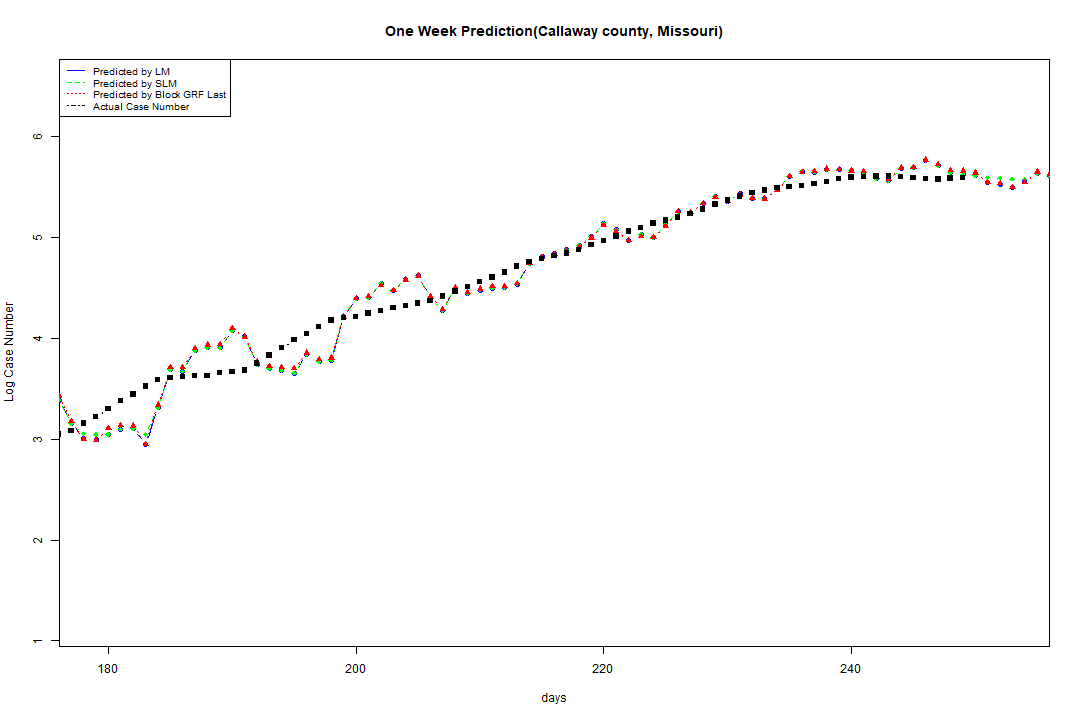 One Week Prediction(Callaway county, Missouri)
Predicted by LM
Predicted by SLM
Predicted by Block GRF Last
Actual Case Number
6
5
4
3
2
1
Log Case Number
180 200 220 240
days